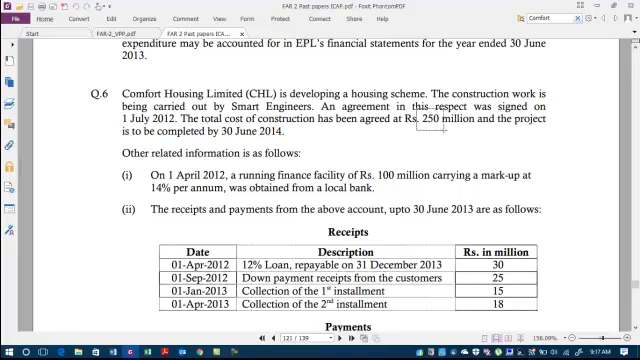 FAR 2 Past papers ICAP.... - Foxit PhantomPDF
File
Home
Convert
Edit
Organize
Comment
View
Form
Protect
Share
Help
Extras
Comfort
Start
FAR-2_VPP.pdf
FAR 2 Past papers ICA...
expenditure may be accounted for in EPL's financial statements for the year ended 30 June
2013.
Q.6 Comfort Housing Limited (CHL) is developing a housing scheme. The construction work is
being carried out by Smart Engineers. An agreement in this respect was signed on
1 July 2012. The total cost of construction has been agreed at Rs. 250 million and the project
is to be completed by 30 June 2014.
Other related information is as follows:
(i) On 1 April 2012, a running finance facility of Rs. 100 million carrying a mark-up at
14% per annum, was obtained from a local bank.
(ii) The receipts and payments from the above account, upto 30 June 2013 are as follows:
Receipts
Date Description Rs. in million
01-Apr-2012 12% Loan, repayable on 31 December 2013 30
01-Sep-2012 Down payment receipts from the customers 25
01-Jan-2013 Collection of the 1st installment 15
01-Apr-2013 Collection of the 2nd installment 18
Payments
121 / 139
158.09%
9:17 AM